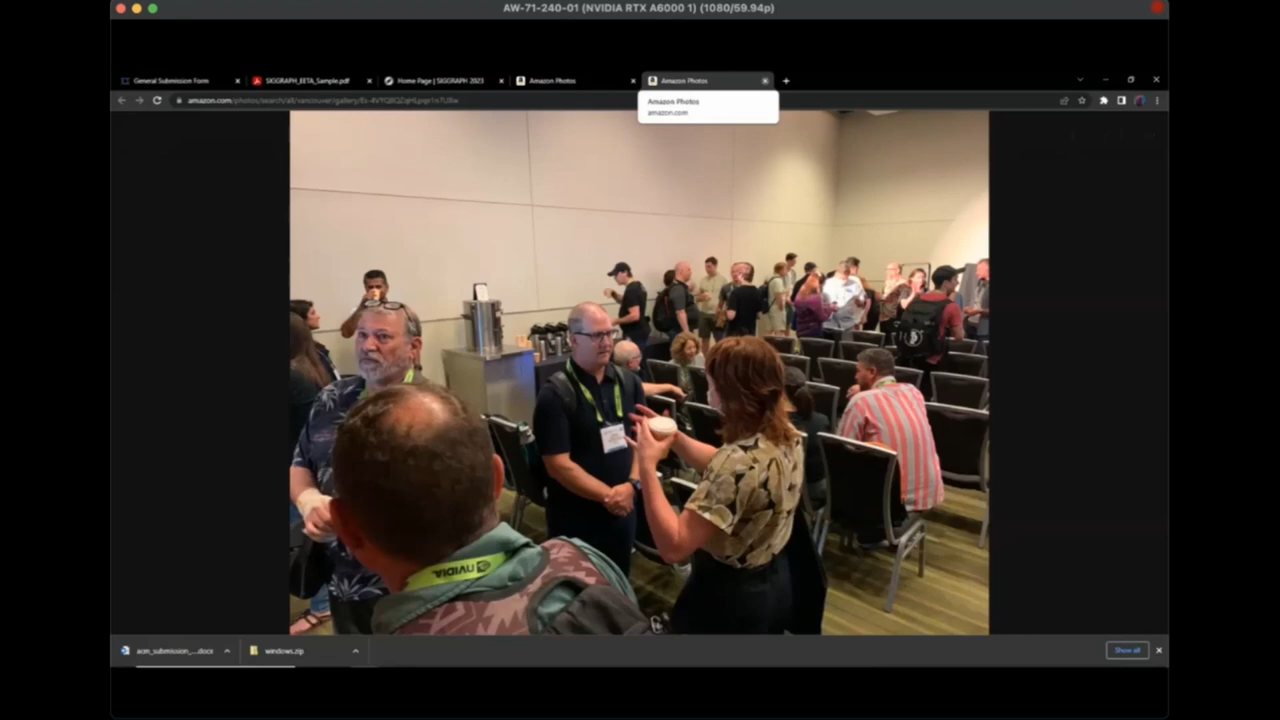 AW-71-240-01 (NVIDIA RTX A6000 1) (1080/59.94p)
General Submission Form
SIGGRAPH_EETA_Sample.pdf
Home Page | SIGGRAPH 2023
Amazon Photos
Amazon Photos
Amazon Photos
amazon.com
NVIDIA
acm_submission_....docx
windows.zip
Show all